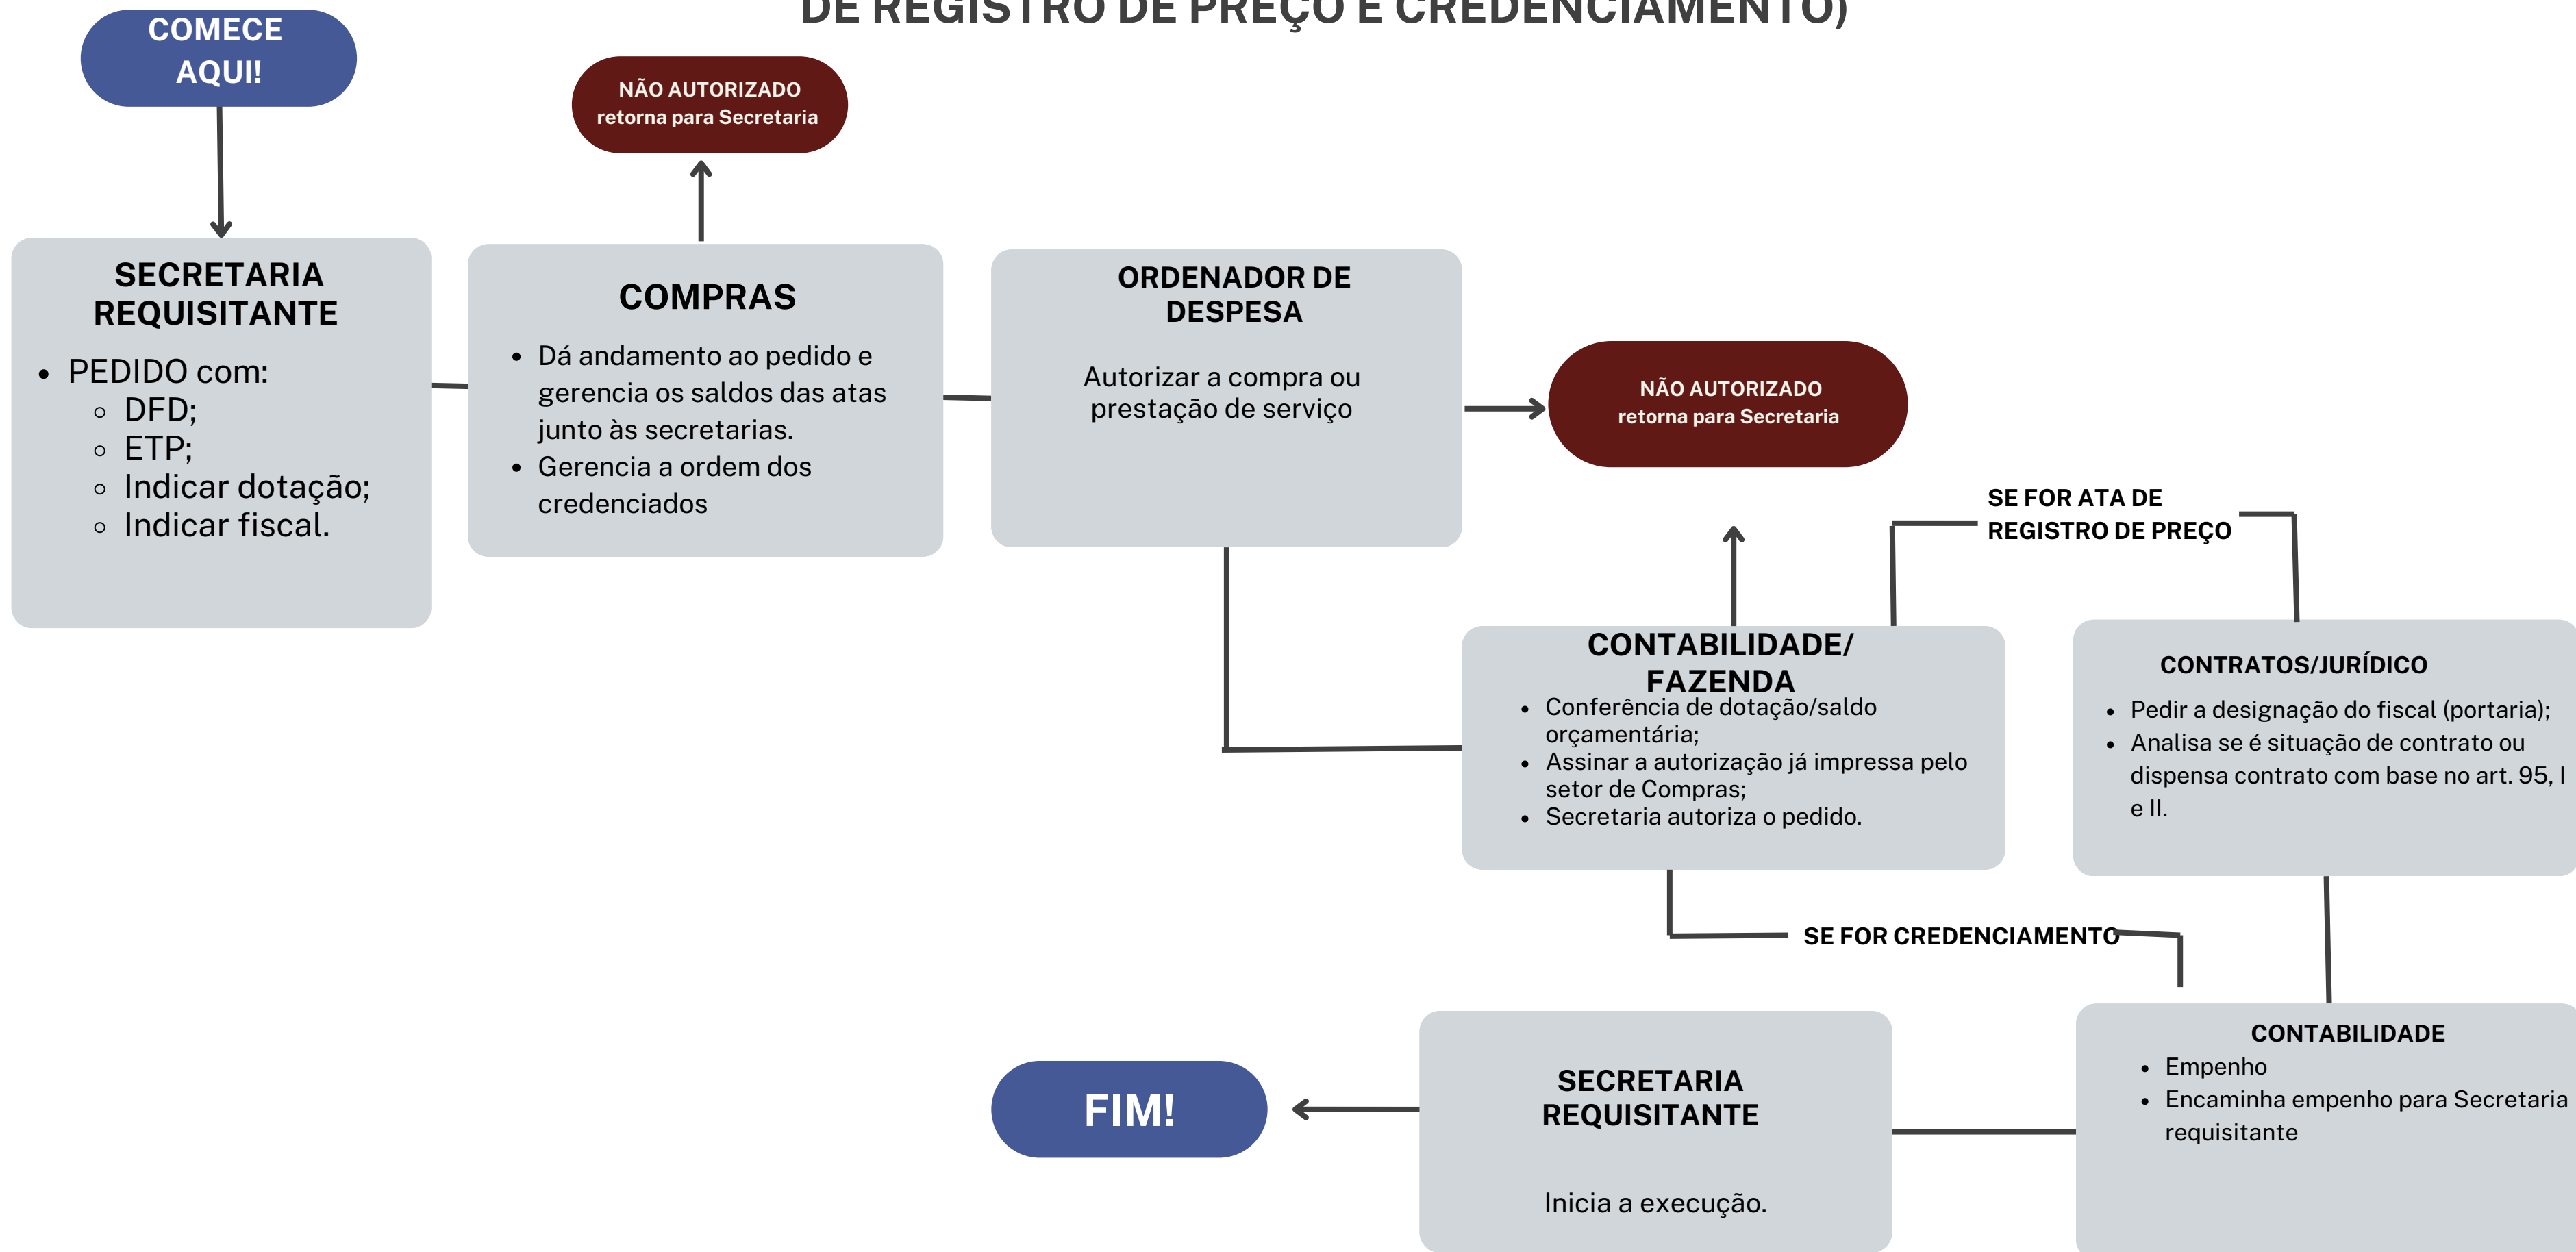 DE REGISTRO DE PREÇO E CREDENCIAMENTO)
COMECE
AQUI!
NÃO AUTORIZADO
retorna para Secretaria
SECRETARIA
REQUISITANTE
• PEDIDO com:
◦ DFD;
◦ ETP;
◦ Indicar dotação;
◦ Indicar fiscal.
COMPRAS
• Dá andamento ao pedido e
gerencia os saldos das atas
junto às secretarias.
• Gerencia a ordem dos
credenciados
ORDENADOR DE
DESPESA
Autorizar a compra ou
prestação de serviço
NÃO AUTORIZADO
retorna para Secretaria
SE FOR ATA DE
REGISTRO DE PREÇO
CONTABILIDADE/
FAZENDA
• Conferência de dotação/saldo
orçamentária;
• Assinar a autorização já impressa pelo
setor de Compras;
• Secretaria autoriza o pedido.
CONTRATOS/JURÍDICO
• Pedir a designação do fiscal (portaria);
• Analisa se é situação de contrato ou
dispensa contrato com base no art. 95, I
e II.
SE FOR CREDENCIAMENTO
CONTABILIDADE
• Empenho
• Encaminha empenho para Secretaria
requisitante
SECRETARIA
REQUISITANTE
Inicia a execução.
FIM!